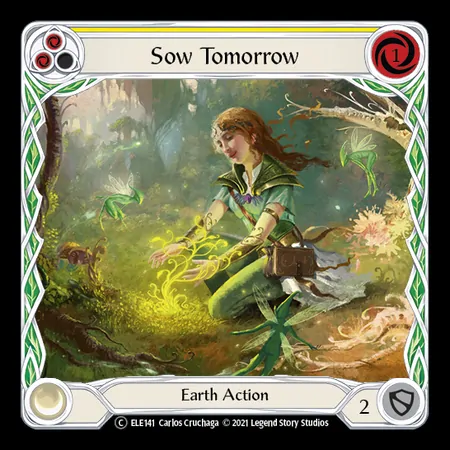 Sow Tomorrow
1
Earth Action
2
C ELE141 Carlos Cruchaga © 2021 Legend Story Studios